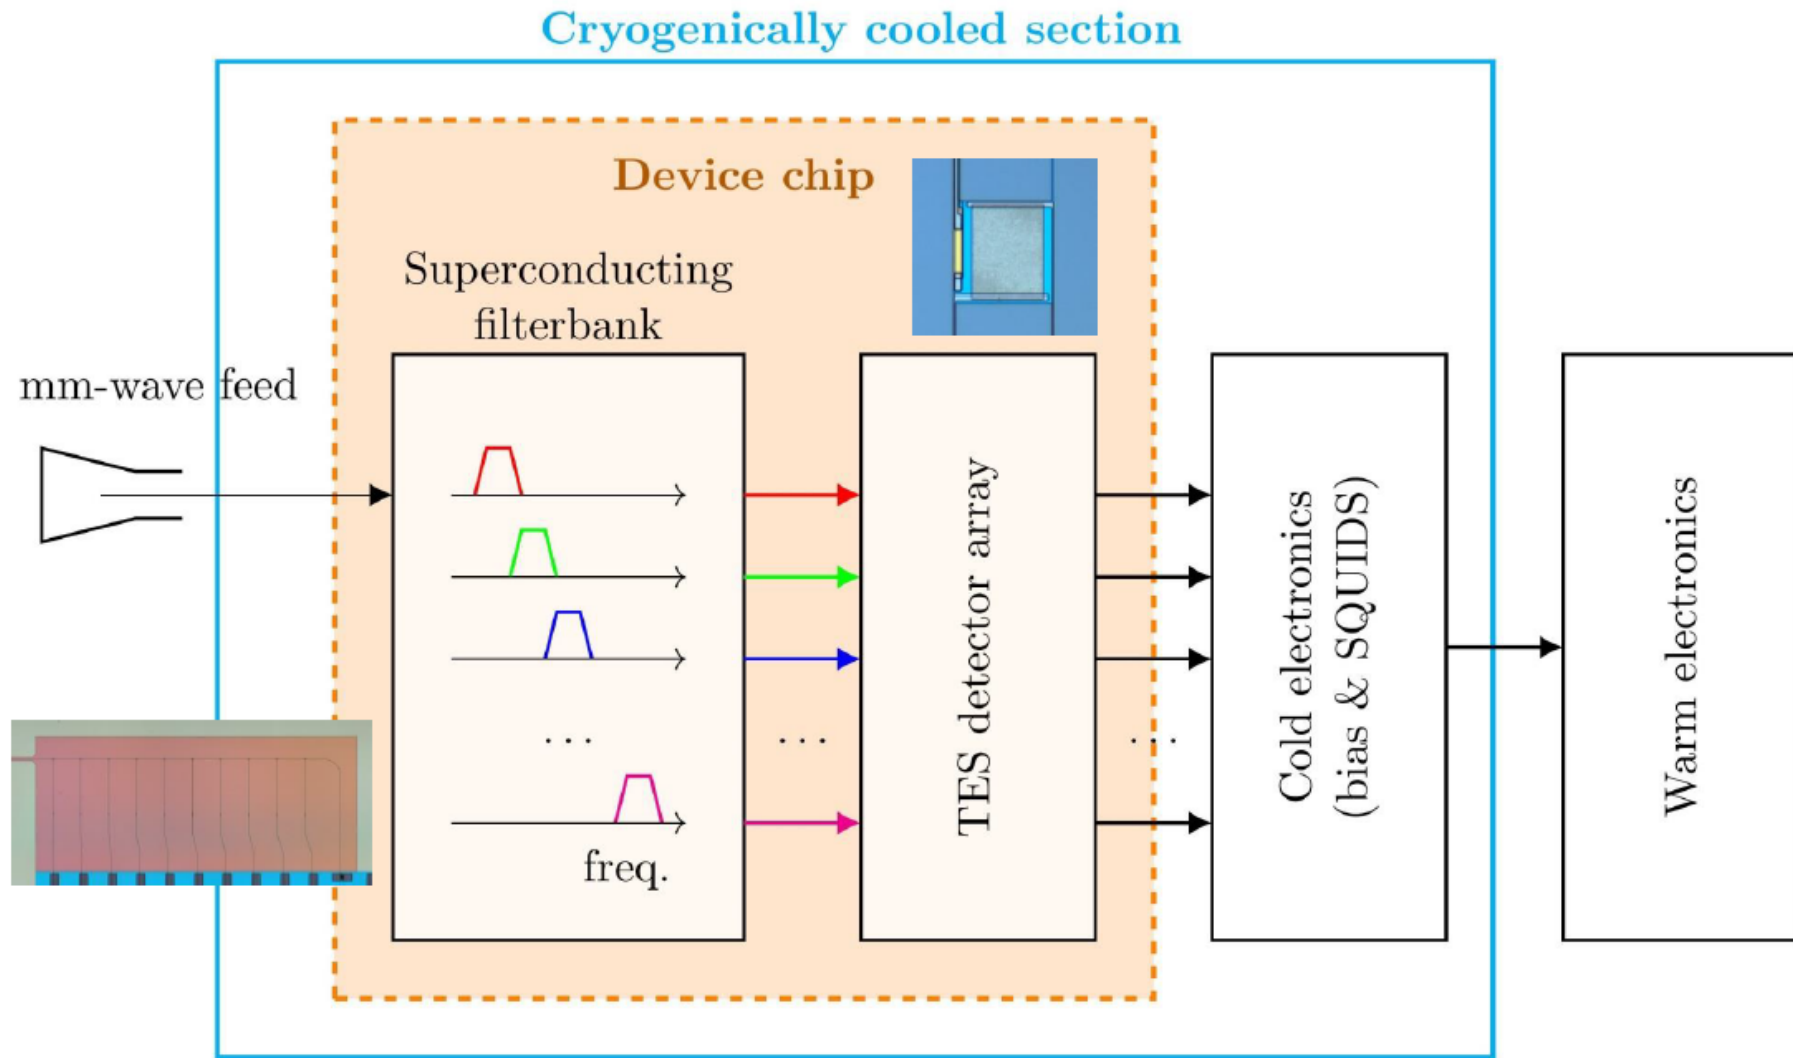 Cryogenically cooled section
Device chip
Superconducting
filterbank
mm-wave feed
...
...
...
freq.
TES detector array
Cold electronics
(bias & SQUIDS)
Warm electronics